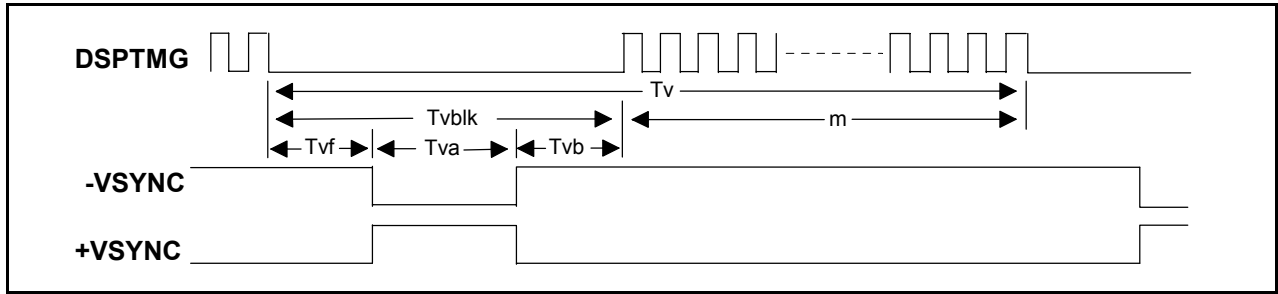 DSPTMG
Tv
Tvblk
m
Tvf
Tva
Tvb
-VSYNC
+VSYNC